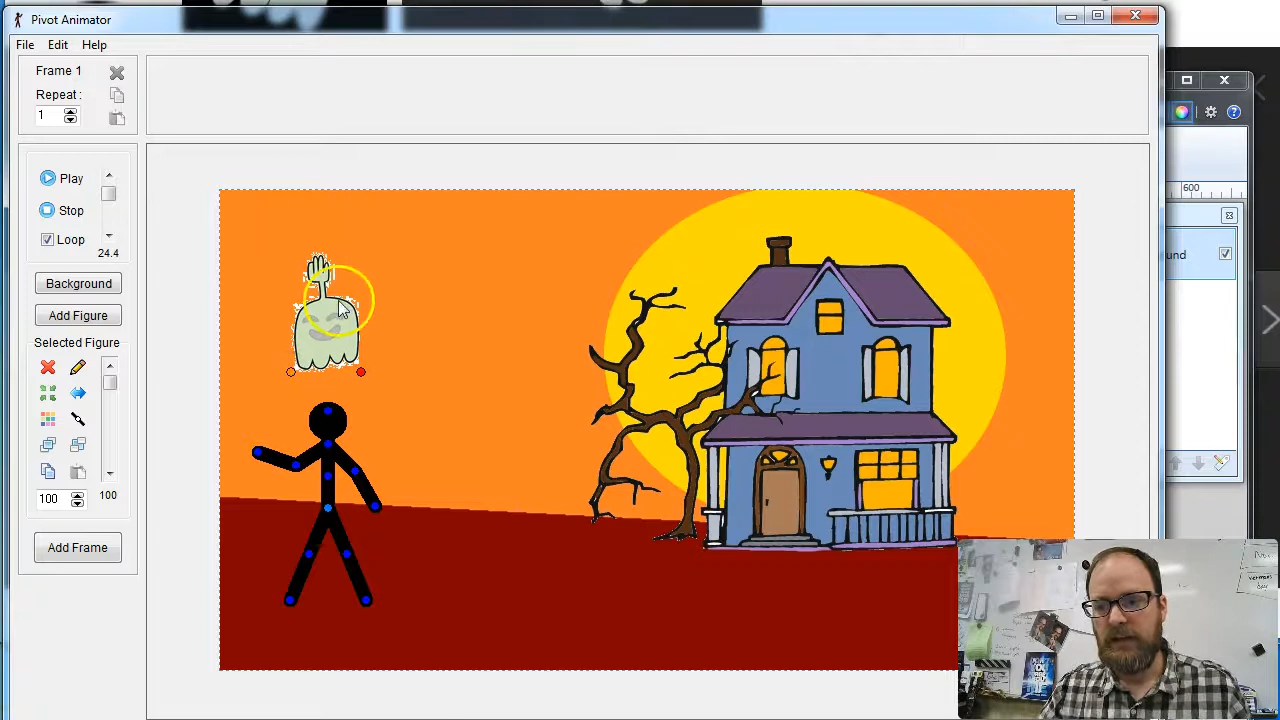 Pivot Animator
File Edit Help
Frame 1
Repeat :
1
Play
Stop
Loop
24.4
Background
Add Figure
Selected Figure
100
100
Add Frame
600
und